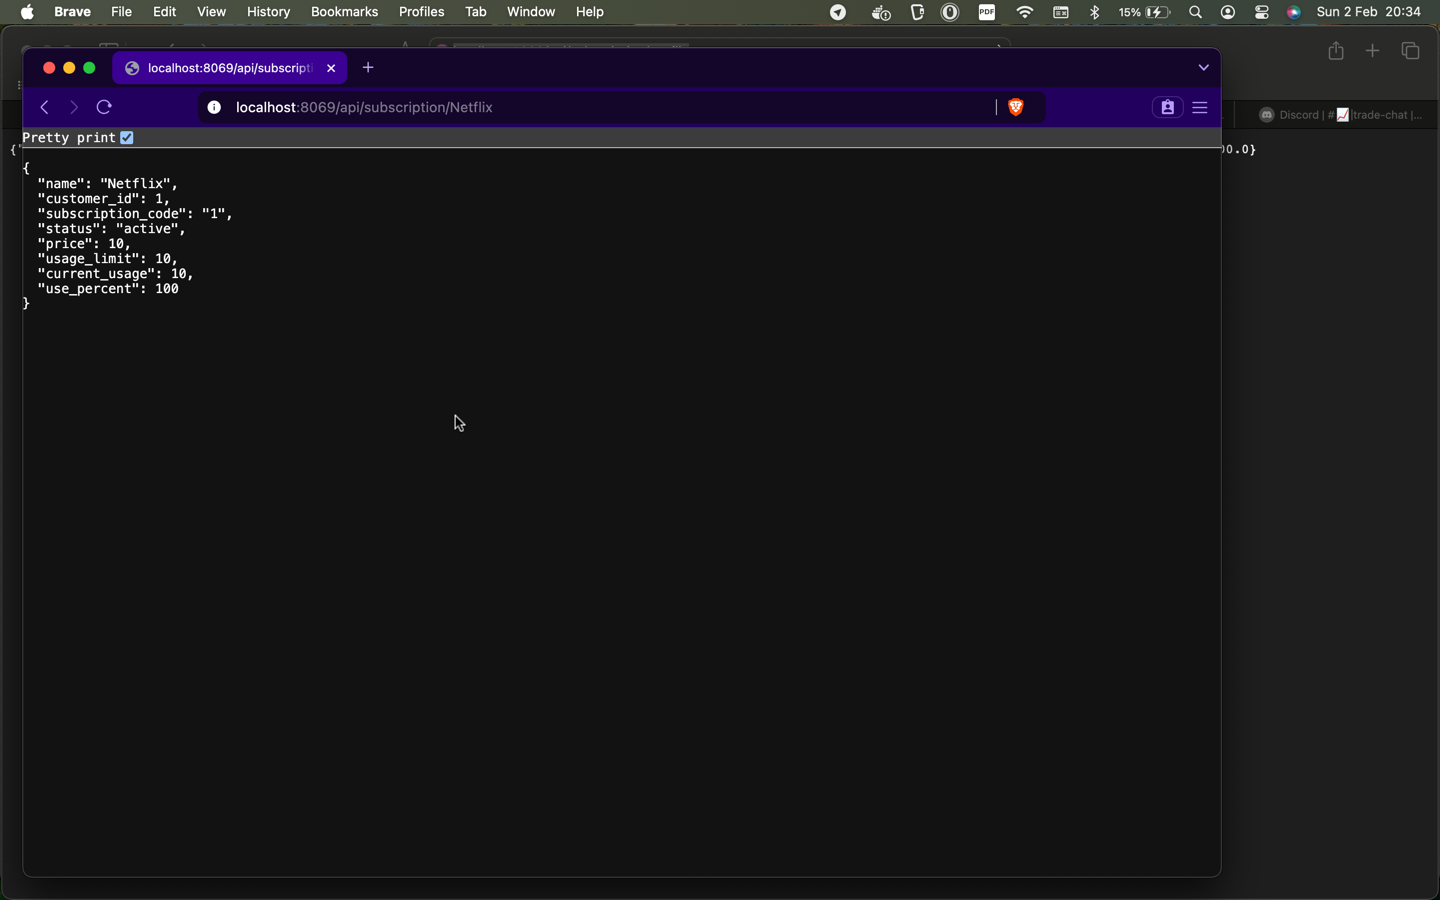 Brave File Edit View History Bookmarks Profiles Tab Window Help PDF 15% Sun 2 Feb 20:34
localhost:8069/api/subscripti
localhost:8069/api/subscription/Netflix
Discord | # 📈|trade-chat |...
Pretty print
{" 00.0}
{
"name": "Netflix",
"customer_id": 1,
"subscription_code": "1",
"status": "active",
"price": 10,
"usage_limit": 10,
"current_usage": 10,
"use_percent": 100
}